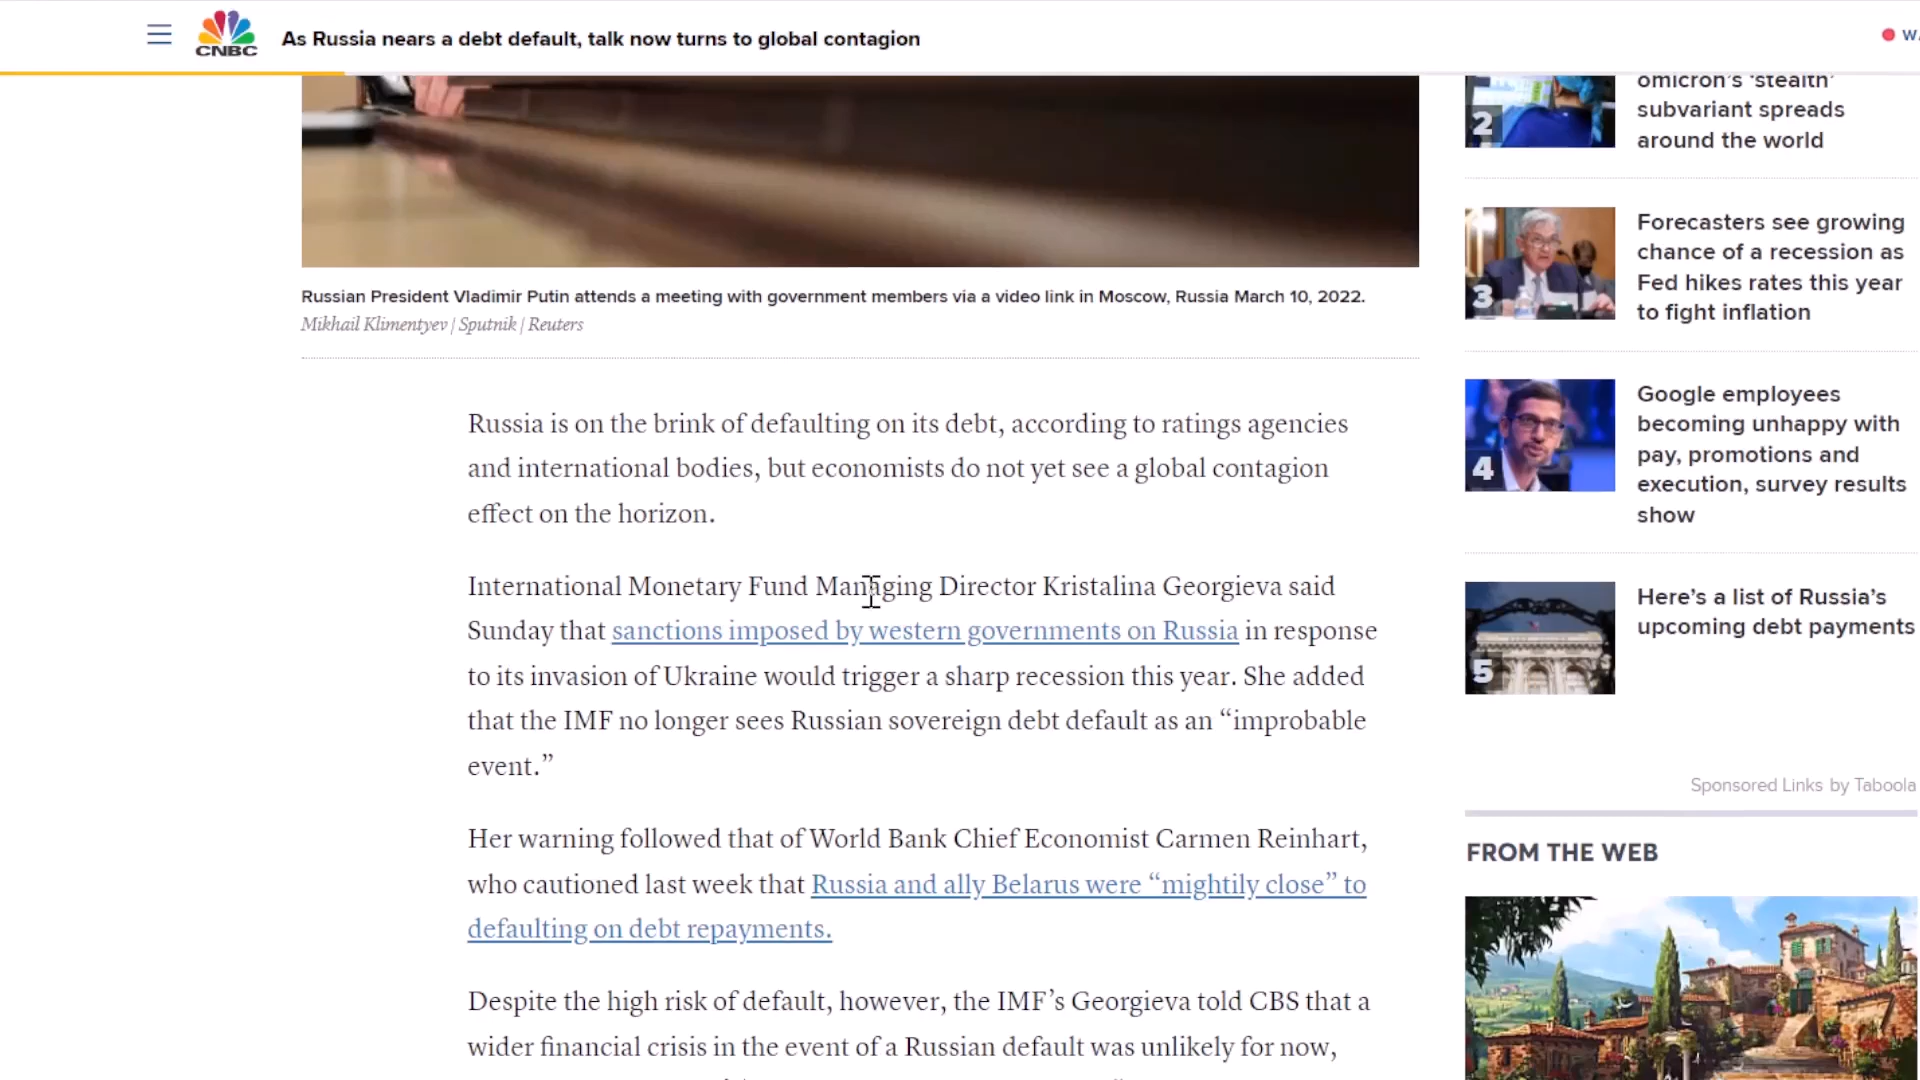 CNBC
As Russia nears a debt default, talk now turns to global contagion
Russian President Vladimir Putin attends a meeting with government members via a video link in Moscow, Russia March 10, 2022.
Mikhail Klimentyev | Sputnik | Reuters
Russia is on the brink of defaulting on its debt, according to ratings agencies
and international bodies, but economists do not yet see a global contagion
effect on the horizon.
International Monetary Fund Managing Director Kristalina Georgieva said
Sunday that sanctions imposed by western governments on Russia in response
to its invasion of Ukraine would trigger a sharp recession this year. She added
that the IMF no longer sees Russian sovereign debt default as an “improbable
event.”
Her warning followed that of World Bank Chief Economist Carmen Reinhart,
who cautioned last week that Russia and ally Belarus were “mightily close” to
defaulting on debt repayments.
Despite the high risk of default, however, the IMF’s Georgieva told CBS that a
wider financial crisis in the event of a Russian default was unlikely for now,
2
omicron’s ‘stealth’
subvariant spreads
around the world
3
Forecasters see growing
chance of a recession as
Fed hikes rates this year
to fight inflation
4
Google employees
becoming unhappy with
pay, promotions and
execution, survey results
show
5
Here’s a list of Russia’s
upcoming debt payments
Sponsored Links by Taboola
FROM THE WEB